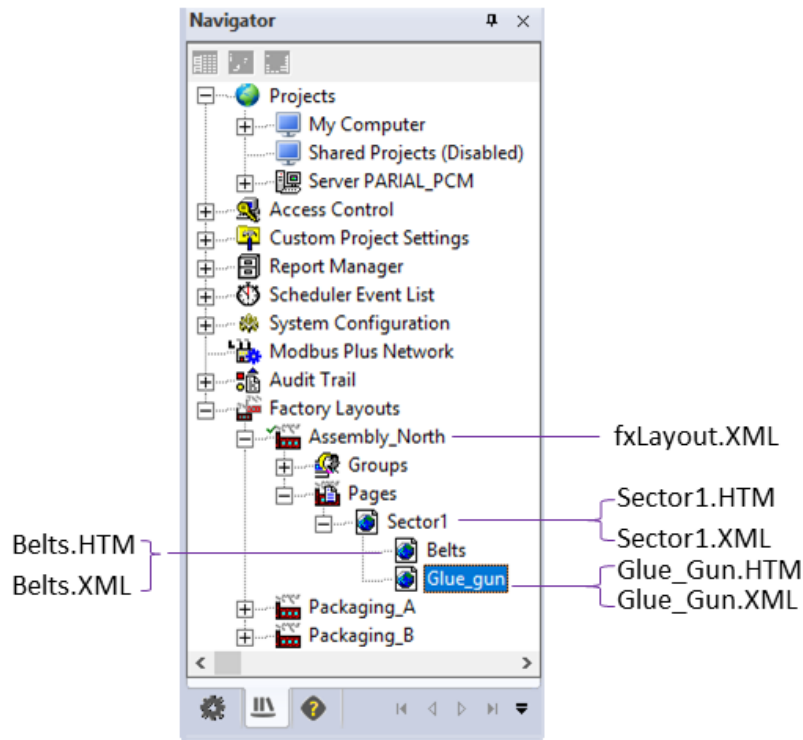 Navigator
Projects
My Computer
Shared Projects (Disabled)
Server PARIAL_PCM
Access Control
Custom Project Settings
Report Manager
Scheduler Event List
System Configuration
Modbus Plus Network
Audit Trail
Factory Layouts
Assembly_North
fxLayout.XML
Groups
Pages
Sector1
Sector1.HTM
Sector1.XML
Belts.HTM
Belts.XML
Belts
Glue_gun
Glue_Gun.HTM
Glue_Gun.XML
Packaging_A
Packaging_B